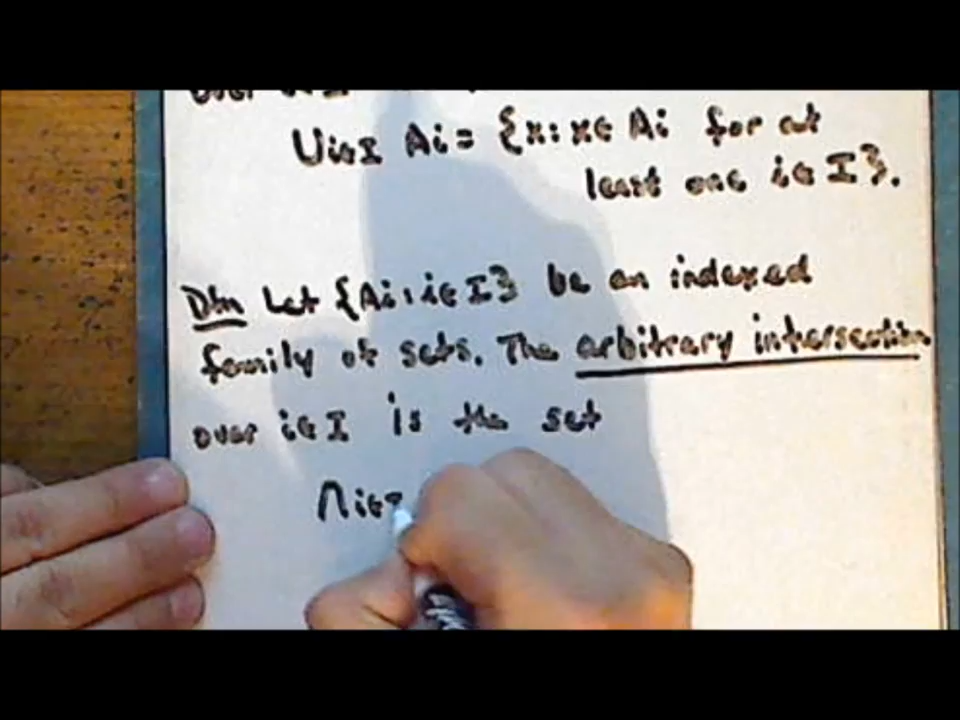 over i∈I
U i∈I Ai = {x : x ∈ Ai for at
least one i∈I}.
Dfn Let {Ai : i∈I} be an indexed
family of sets. The arbitrary intersection
over i∈I is the set
∩ i∈I